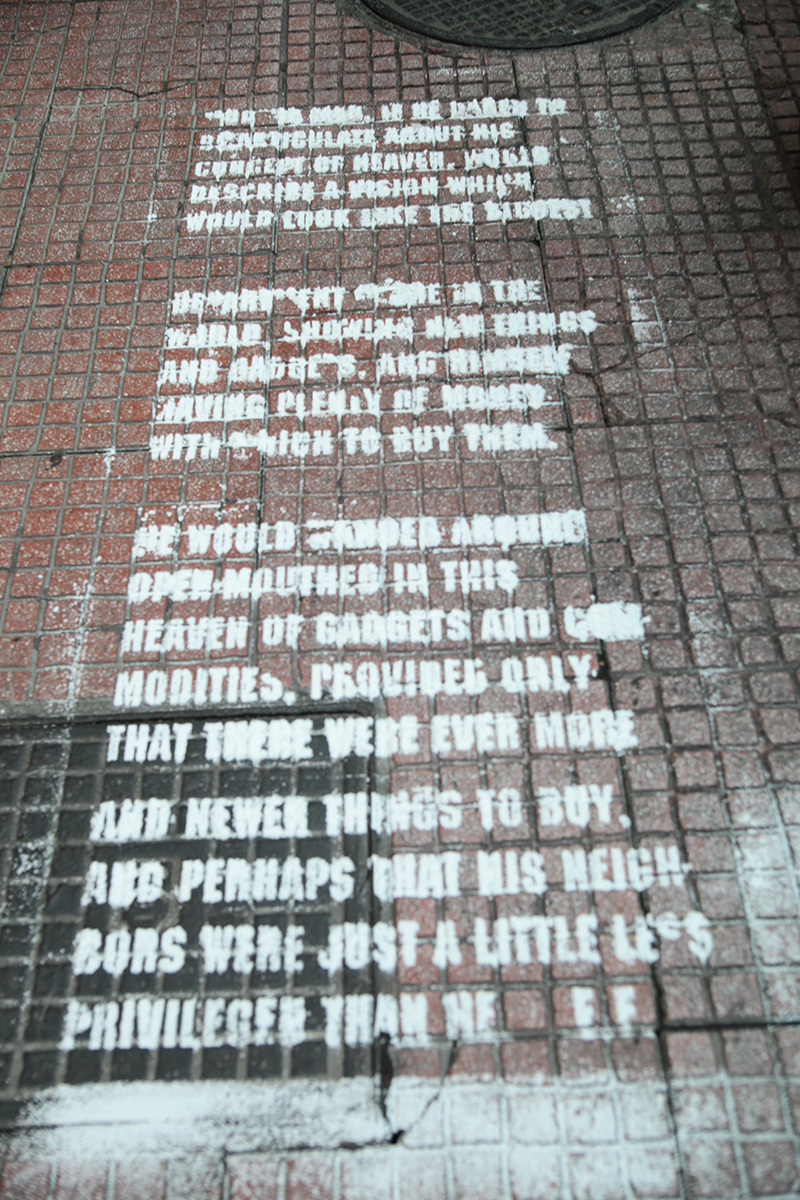 MAN, IF HE DARED TO
BE ARTICULATE ABOUT HIS
CONCEPT OF HEAVEN, WOULD
DESCRIBE A VISION WHICH
WOULD LOOK LIKE THE BIGGEST
DEPARTMENT STORE IN THE
WORLD, SHOWING NEW THINGS
AND GADGETS, AND HIMSELF
HAVING PLENTY OF MONEY
WITH WHICH TO BUY THEM.
HE WOULD WANDER AROUND
OPEN-MOUTHED IN THIS
HEAVEN OF GADGETS AND COM-
MODITIES, PROVIDED ONLY
THAT THERE WERE EVER MORE
AND NEWER THINGS TO BUY,
AND PERHAPS THAT HIS NEIGH-
BORS WERE JUST A LITTLE LESS
PRIVILEGED THAN HE E.F.